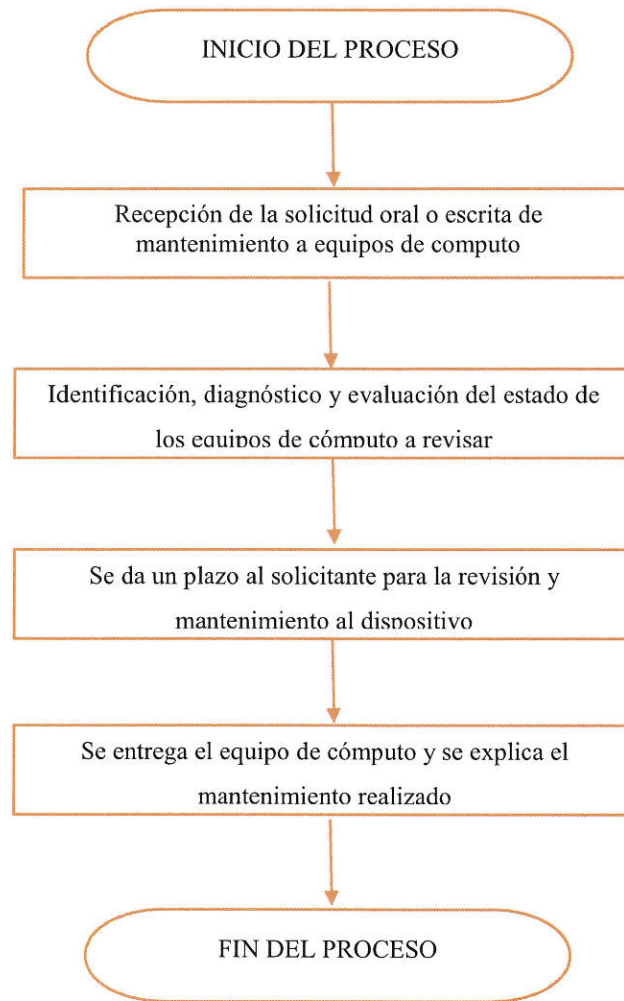 INICIO DEL PROCESO
Recepción de la solicitud oral o escrita de
mantenimiento a equipos de computo
Identificación, diagnóstico y evaluación del estado de
los equipos de cómputo a revisar
Se da un plazo al solicitante para la revisión y
mantenimiento al dispositivo
Se entrega el equipo de cómputo y se explica el
mantenimiento realizado
FIN DEL PROCESO